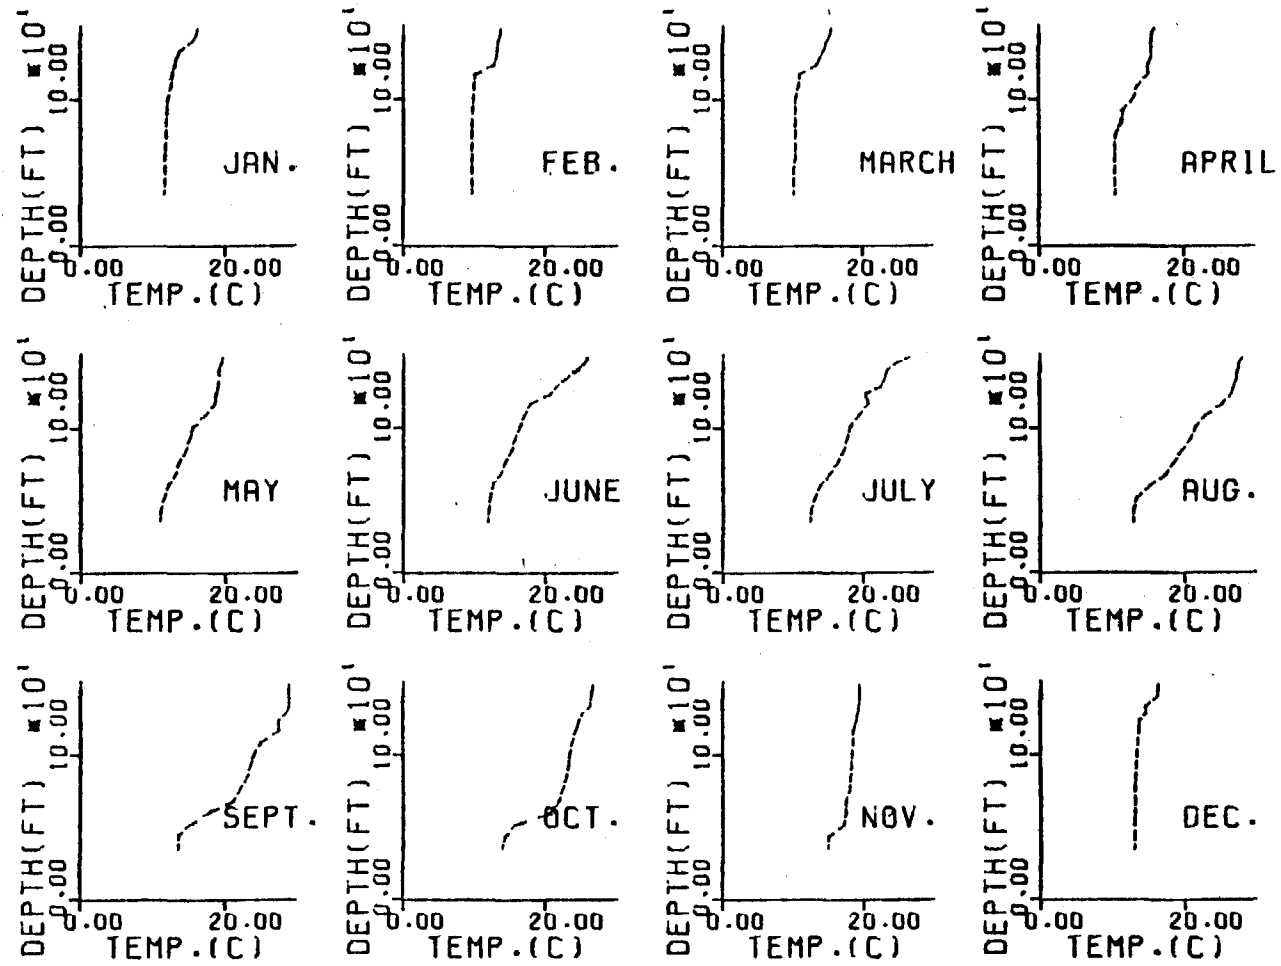 DEPTH(FT) *10¹
10.00
0.00
0.00 20.00
TEMP.(C)
JAN.
DEPTH(FT) *10¹
10.00
0.00
0.00 20.00
TEMP.(C)
FEB.
DEPTH(FT) *10¹
10.00
0.00
0.00 20.00
TEMP.(C)
MARCH
DEPTH(FT) *10¹
10.00
0.00
0.00 20.00
TEMP.(C)
APRIL
DEPTH(FT) *10¹
10.00
0.00
0.00 20.00
TEMP.(C)
MAY
DEPTH(FT) *10¹
10.00
0.00
0.00 20.00
TEMP.(C)
JUNE
DEPTH(FT) *10¹
10.00
0.00
0.00 20.00
TEMP.(C)
JULY
DEPTH(FT) *10¹
10.00
0.00
0.00 20.00
TEMP.(C)
AUG.
DEPTH(FT) *10¹
10.00
0.00
0.00 20.00
TEMP.(C)
SEPT.
DEPTH(FT) *10¹
10.00
0.00
0.00 20.00
TEMP.(C)
OCT.
DEPTH(FT) *10¹
10.00
0.00
0.00 20.00
TEMP.(C)
NOV.
DEPTH(FT) *10¹
10.00
0.00
0.00 20.00
TEMP.(C)
DEC.